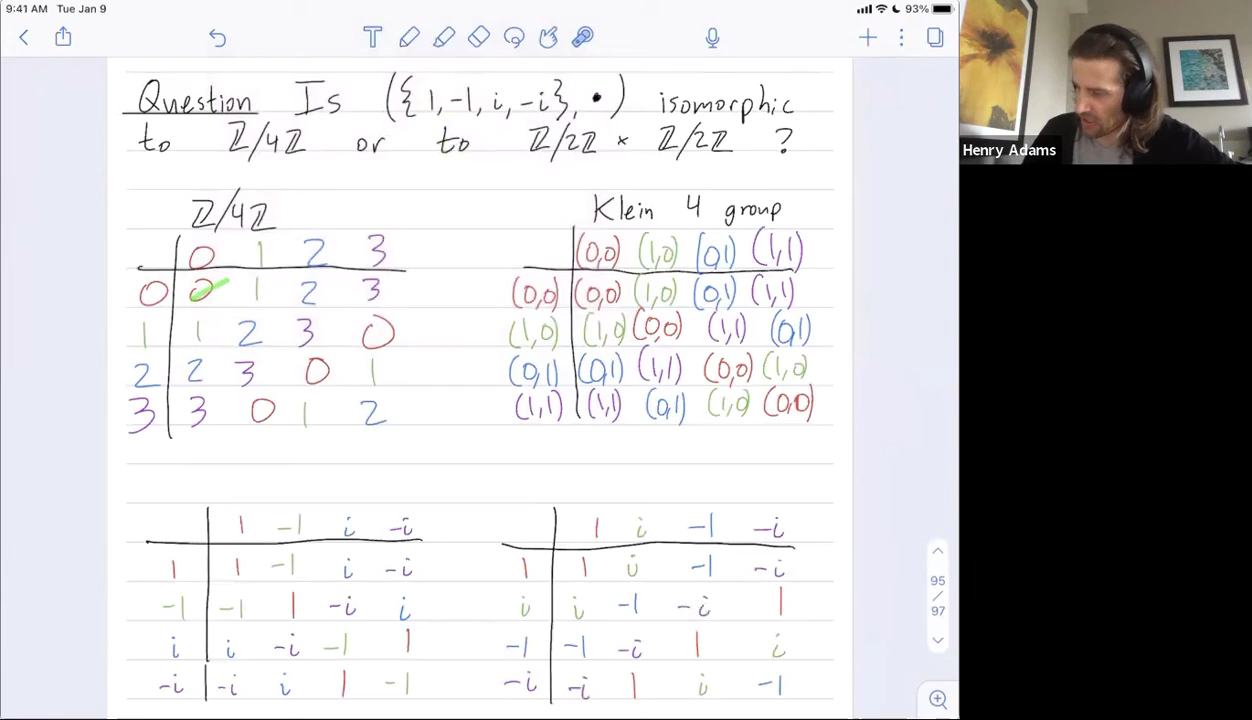 9:41 AM Tue Jan 9
93%
Question Is ({1, -1, i, -i}, •) isomorphic
to ℤ/4ℤ or to ℤ/2ℤ × ℤ/2ℤ ?
Henry Adams
ℤ/4ℤ
0 1 2 3
0 0 1 2 3
1 1 2 3 0
2 2 3 0 1
3 3 0 1 2
Klein 4 group
(0,0) (1,0) (0,1) (1,1)
(0,0) (0,0) (1,0) (0,1) (1,1)
(1,0) (1,0) (0,0) (1,1) (0,1)
(0,1) (0,1) (1,1) (0,0) (1,0)
(1,1) (1,1) (0,1) (1,0) (0,0)
1 -1 i -i
1 1 -1 i -i
-1 -1 1 -i i
i i -i -1 1
-i -i i 1 -1
1 i -1 -i
1 1 i -1 -i
i i -1 -i 1
-1 -1 -i 1 i
-i -i 1 i -1
95
/
97